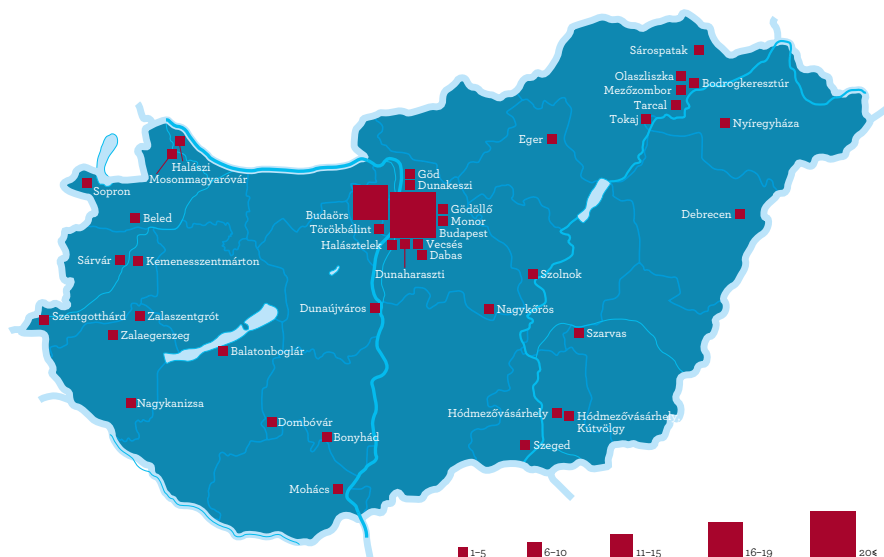 Sárospatak
Olaszliszka
Bodrogkeresztúr
Mezőzombor
Tarcal
Tokaj
Nyíregyháza
Eger
Halászi
Mosonmagyaróvár
Sopron
Göd
Dunakeszi
Beled
Budaörs
Gödöllő
Törökbálint
Monor
Budapest
Debrecen
Halásztelek
Vecsés
Dabas
Sárvár
Kemenesszentmárton
Dunaharaszti
Szolnok
Szentgotthárd
Zalaszentgrót
Dunaújváros
Nagykőrös
Zalaegerszeg
Szarvas
Balatonboglár
Nagykanizsa
Hódmezővásárhely
Hódmezővásárhely
Kútvölgy
Dombóvár
Bonyhád
Szeged
Mohács
1–5
6–10
11–15
16–19